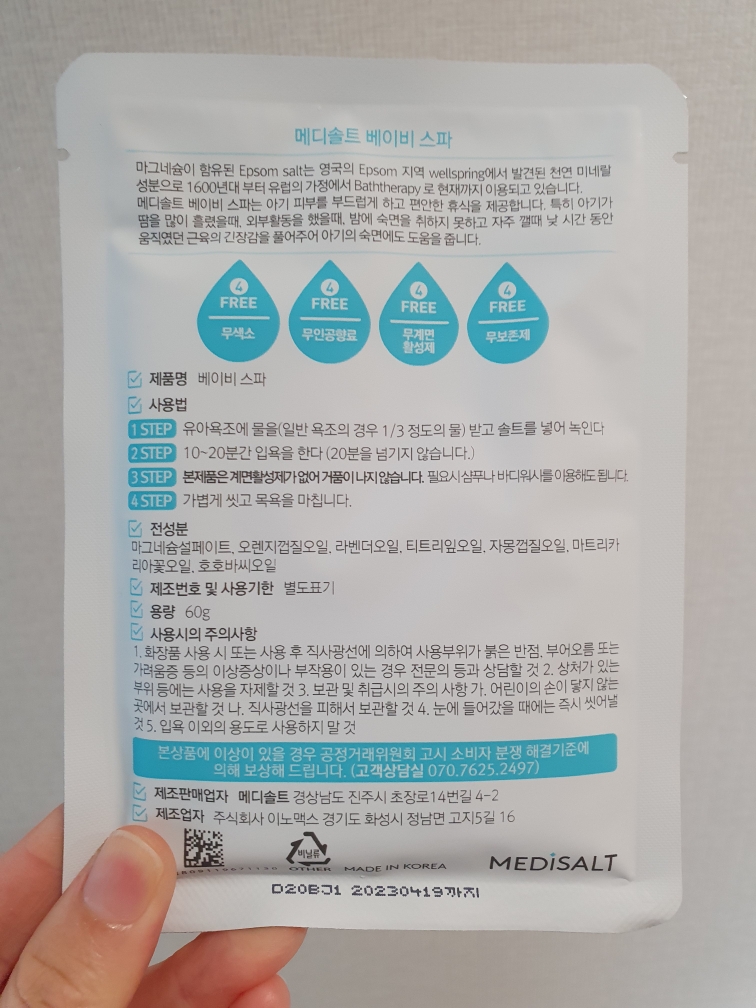 메디솔트 베이비 스파
마그네슘이 함유된 Epsom salt는 영국의 Epsom 지역 wellspring에서 발견된 천연 미네랄
성분으로 1600년대 부터 유럽의 가정에서 Baththerapy 로 현재까지 이용되고 있습니다.
메디솔트 베이비 스파는 아기 피부를 부드럽게 하고 편안한 휴식을 제공합니다. 특히 아기가
땀을 많이 흘렸을때, 외부활동을 했을때, 밤에 숙면을 취하지 못하고 자주 깰때 낮 시간 동안
움직였던 근육의 긴장감을 풀어주어 아기의 숙면에도 도움을 줍니다.
4 FREE 무색소
4 FREE 무인공향료
4 FREE 무계면 활성제
4 FREE 무보존제
제품명 베이비 스파
사용법
1 STEP 유아욕조에 물을(일반 욕조의 경우 1/3 정도의 물) 받고 솔트를 넣어 녹인다
2 STEP 10~20분간 입욕을 한다 (20분을 넘기지 않습니다.)
3 STEP 본제품은 계면활성제가 없어 거품이 나지 않습니다. 필요시 샴푸나 바디워시를 이용해도 됩니다.
4 STEP 가볍게 씻고 목욕을 마칩니다.
전성분
마그네슘설페이트, 오렌지껍질오일, 라벤더오일, 티트리잎오일, 자몽껍질오일, 마트리카
리아꽃오일, 호호바씨오일
제조번호 및 사용기한 별도표기
용량 60g
사용시의 주의사항
1. 화장품 사용 시 또는 사용 후 직사광선에 의하여 사용부위가 붉은 반점, 부어오름 또는
가려움증 등의 이상증상이나 부작용이 있는 경우 전문의 등과 상담할 것 2. 상처가 있는
부위 등에는 사용을 자제할 것 3. 보관 및 취급시의 주의 사항 가. 어린이의 손이 닿지 않는
곳에서 보관할 것 나. 직사광선을 피해서 보관할 것 4. 눈에 들어갔을 때에는 즉시 씻어낼
것 5. 입욕 이외의 용도로 사용하지 말 것
본상품에 이상이 있을 경우 공정거래위원회 고시 소비자 분쟁 해결기준에
의해 보상해 드립니다. (고객상담실 070.7625.2497)
제조판매업자 메디솔트 경상남도 진주시 초장로14번길 4-2
제조업자 주식회사 이노맥스 경기도 화성시 정남면 고지5길 16
비닐류
OTHER MADE IN KOREA MEDiSALT
D20BJ1 20230419까지